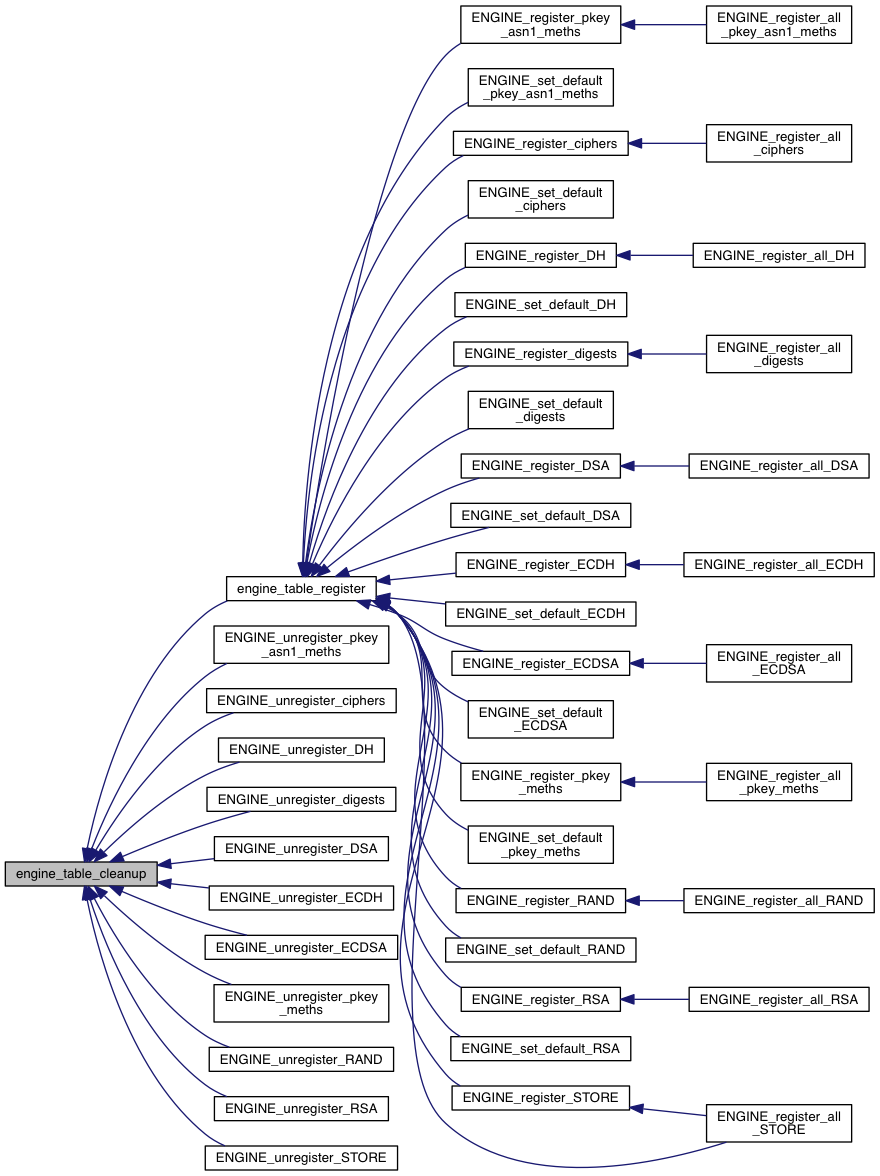 ENGINE_register_pkey
_asn1_meths
ENGINE_register_all
_pkey_asn1_meths
ENGINE_set_default
_pkey_asn1_meths
ENGINE_register_ciphers
ENGINE_register_all
_ciphers
ENGINE_set_default
_ciphers
ENGINE_register_DH
ENGINE_register_all_DH
ENGINE_set_default_DH
ENGINE_register_digests
ENGINE_register_all
_digests
ENGINE_set_default
_digests
ENGINE_register_DSA
ENGINE_register_all_DSA
ENGINE_set_default_DSA
ENGINE_register_ECDH
ENGINE_register_all_ECDH
engine_table_register
ENGINE_set_default_ECDH
ENGINE_unregister_pkey
_asn1_meths
ENGINE_register_ECDSA
ENGINE_register_all
_ECDSA
ENGINE_unregister_ciphers
ENGINE_set_default
_ECDSA
ENGINE_unregister_DH
ENGINE_register_pkey
_meths
ENGINE_register_all
_pkey_meths
ENGINE_unregister_digests
ENGINE_set_default
_pkey_meths
ENGINE_unregister_DSA
engine_table_cleanup
ENGINE_unregister_ECDH
ENGINE_register_RAND
ENGINE_register_all_RAND
ENGINE_unregister_ECDSA
ENGINE_set_default_RAND
ENGINE_unregister_pkey
_meths
ENGINE_register_RSA
ENGINE_register_all_RSA
ENGINE_unregister_RAND
ENGINE_set_default_RSA
ENGINE_unregister_RSA
ENGINE_register_STORE
ENGINE_register_all
_STORE
ENGINE_unregister_STORE